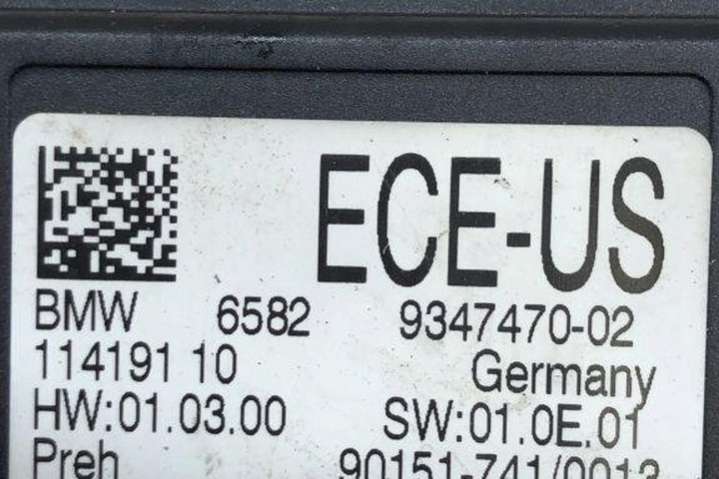 ECE-US
BMW 6582 9347470-02
114191 10 Germany
HW:01.03.00 SW:01.0E.01
Preh 90151-741/0013